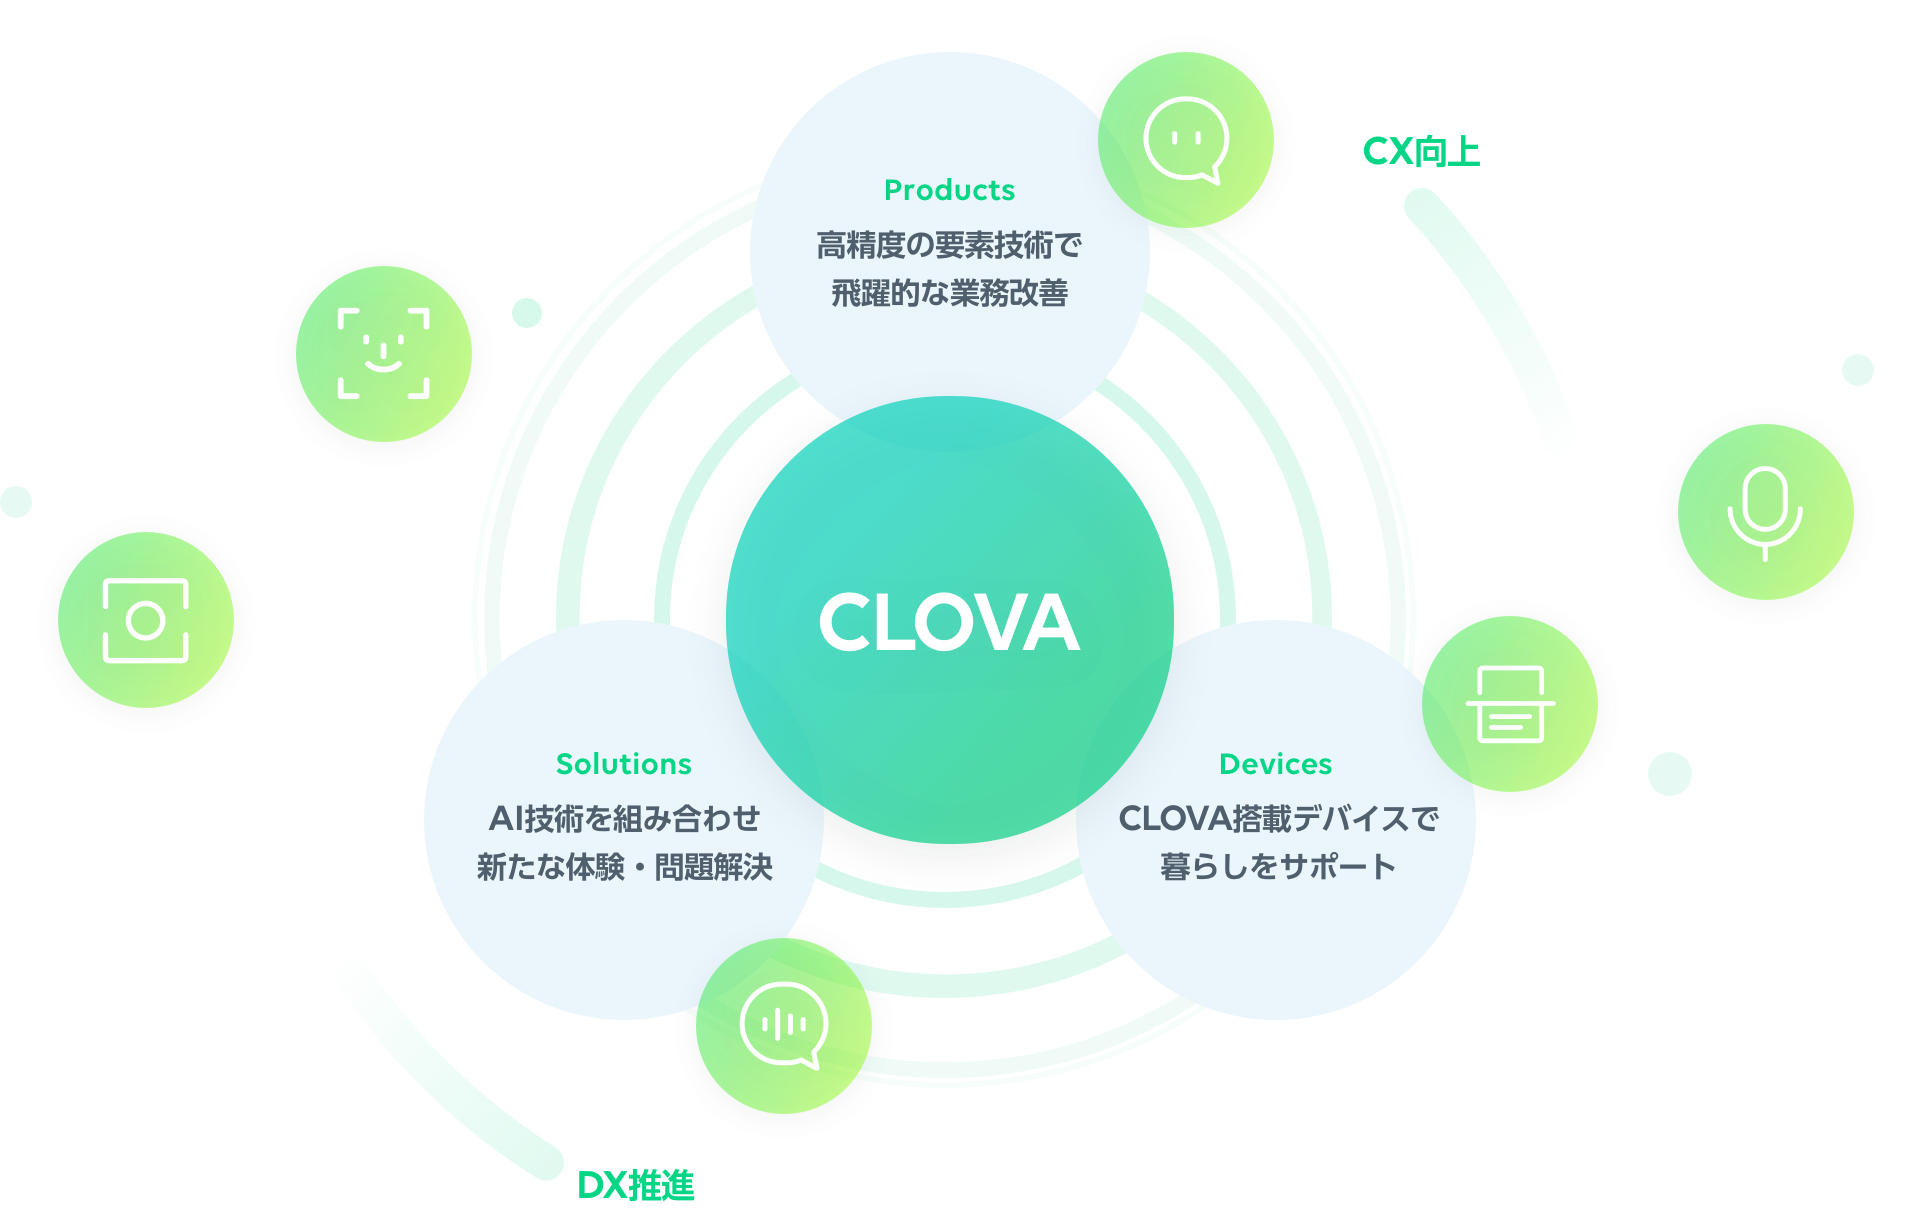 CX向上
Products
高精度の要素技術で
飛躍的な業務改善
CLOVA
Solutions
AI技術を組み合わせ
新たな体験・問題解決
Devices
CLOVA搭載デバイスで
暮らしをサポート
DX推進